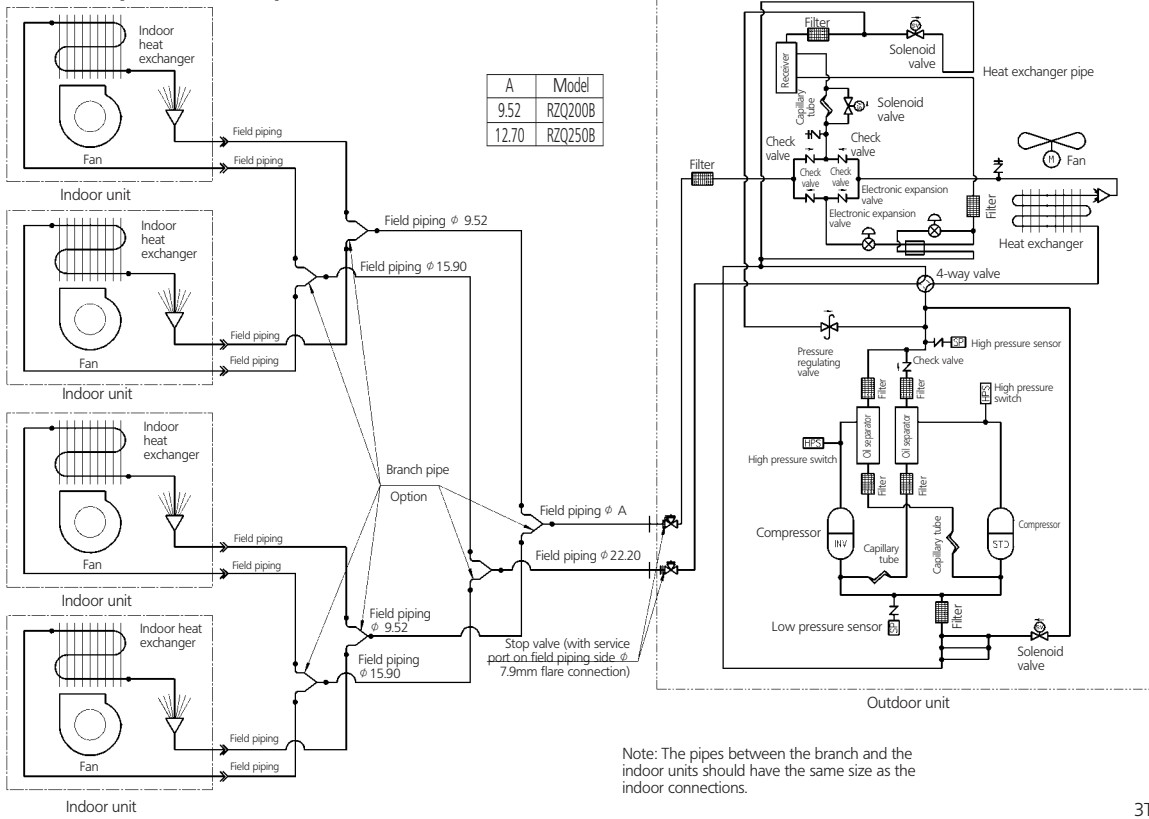 Indoor
heat
exchanger
Fan
Field piping
Field piping
Indoor unit
Indoor
heat
exchanger
Fan
Field piping
Field piping
Indoor unit
Indoor
heat
exchanger
Fan
Field piping
Field piping
Indoor unit
Indoor heat
exchanger
Fan
Field piping
Field piping
Indoor unit
A Model
9.52 RZQ200B
12.70 RZQ250B
Field piping ϕ 9.52
Field piping ϕ 15.90
Branch pipe
Option
Field piping ϕ A
Field piping ϕ 22.20
Field piping
ϕ 9.52
Field piping
ϕ 15.90
Stop valve (with service
port on field piping side ϕ
7.9mm flare connection)
Filter
Filter
Receiver
Solenoid
valve
Heat exchanger pipe
Capillary
tube
Solenoid
valve
Check
valve
Check
valve
Check
valve
Check
valve
Electronic expansion
valve
Electronic expansion
valve
Filter
M
Fan
Heat exchanger
4-way valve
Pressure
regulating
valve
SP
High pressure sensor
Check valve
Filter
Filter
HPS
High pressure
switch
Oil separator
Oil separator
HPS
High pressure switch
Filter
Filter
Compressor
INV
Capillary
tube
Capillary tube
STD
Compressor
Low pressure sensor
SP
Filter
Solenoid
valve
Outdoor unit
Note: The pipes between the branch and the
indoor units should have the same size as the
indoor connections.